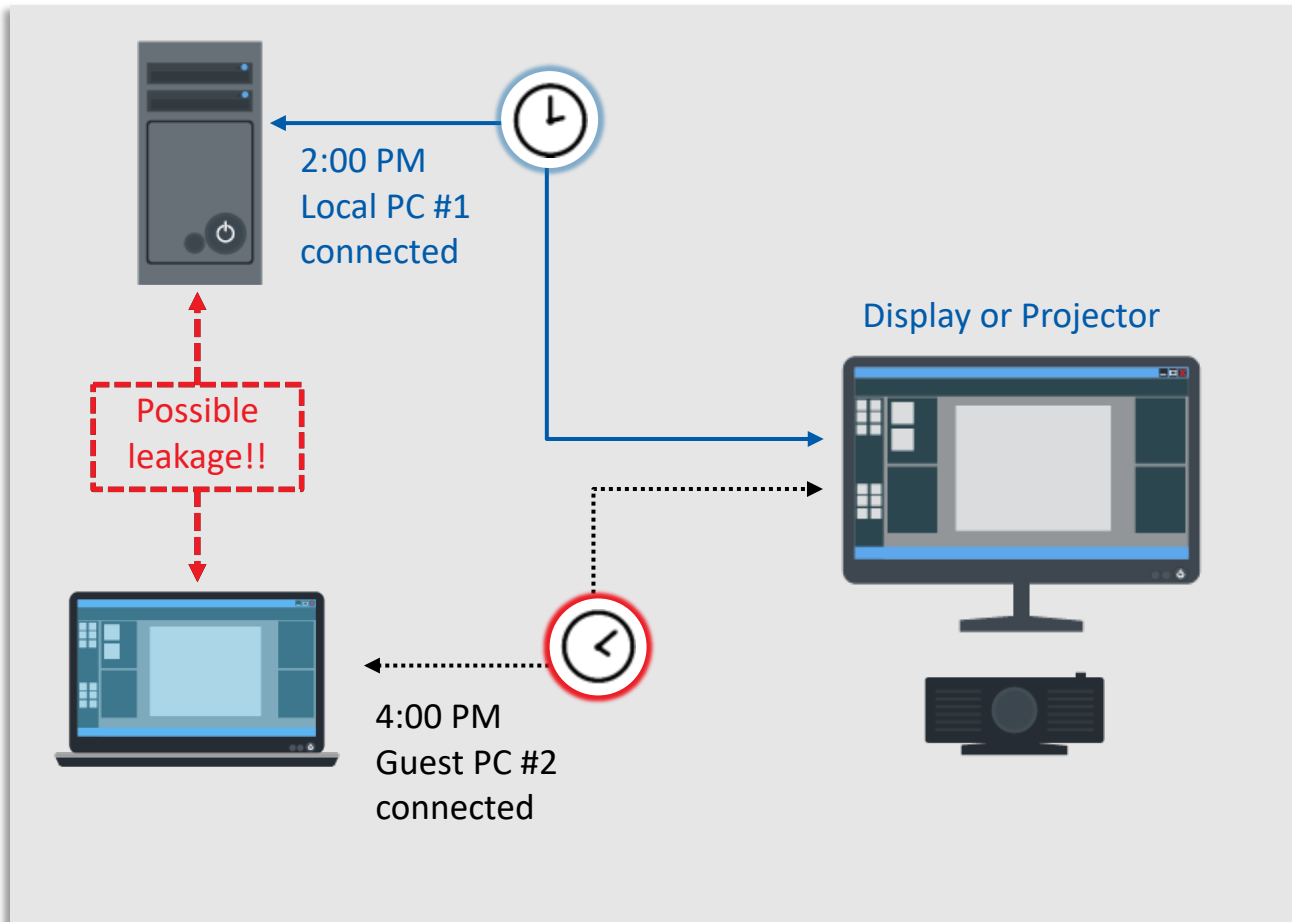 2:00 PM
Local PC #1
connected
Display or Projector
Possible
leakage!!
4:00 PM
Guest PC #2
connected